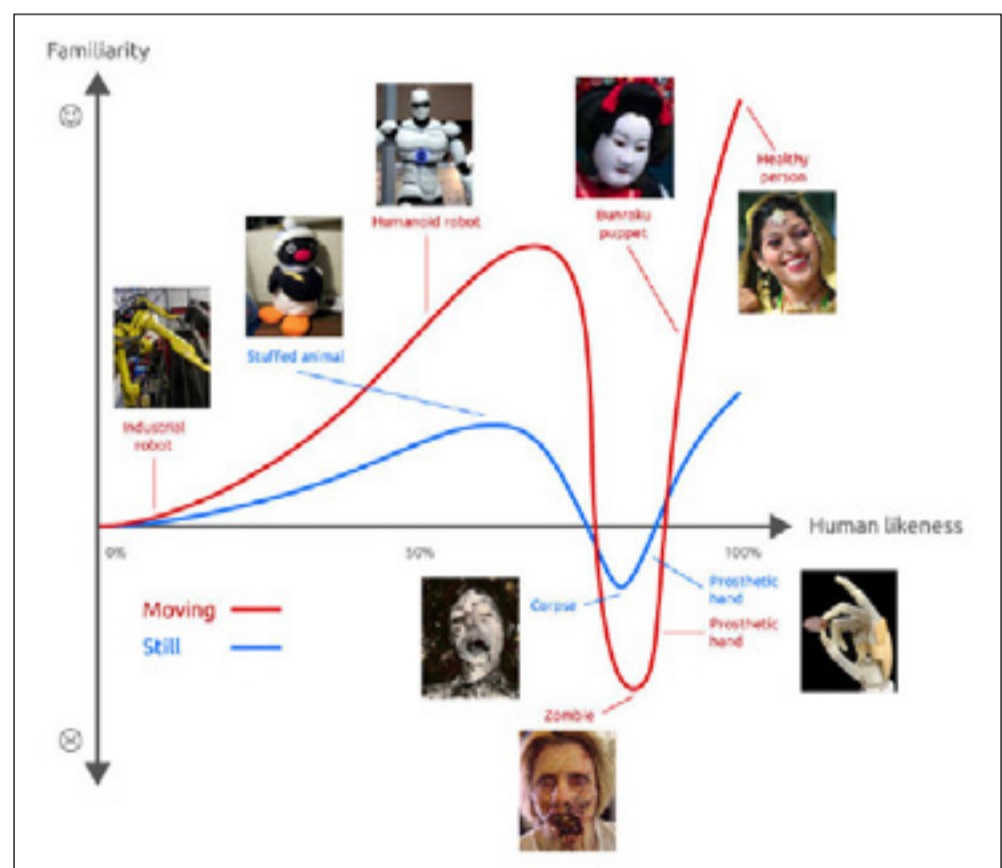 Familiarity
Humanoid robot
Bunraku
puppet
Healthy
person
Stuffed animal
Industrial
robot
Human likeness
0%
50%
100%
Moving
Still
Corpse
Prosthetic
hand
Prosthetic
hand
Zombie